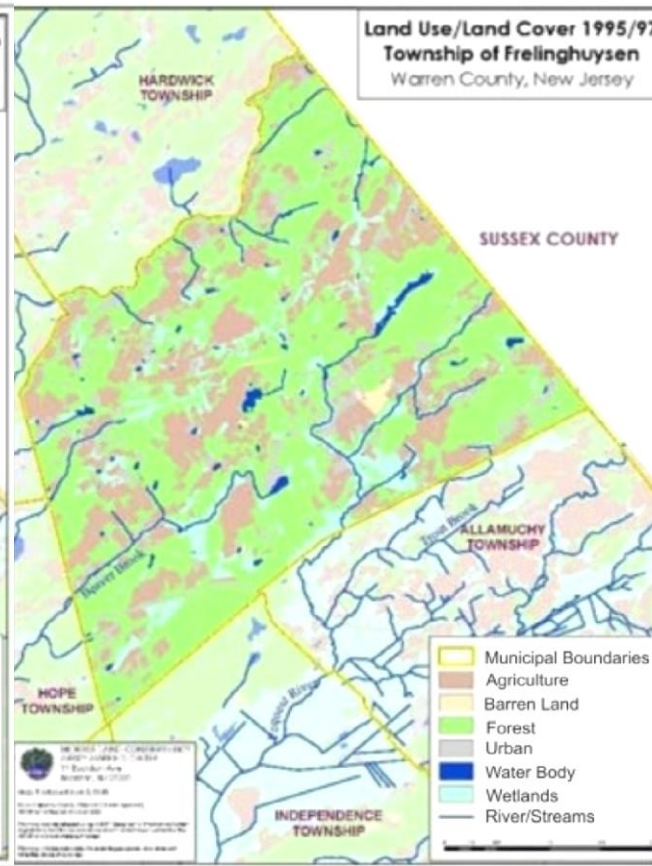 Land Use/Land Cover 1995/97
Township of Frelinghuysen
Warren County, New Jersey
HARDWICK
TOWNSHIP
SUSSEX COUNTY
Trout Brook
ALLAMUCHY
TOWNSHIP
Beaver Brook
HOPE
TOWNSHIP
Pequest River
INDEPENDENCE
TOWNSHIP
Municipal Boundaries
Agriculture
Barren Land
Forest
Urban
Water Body
Wetlands
River/Streams